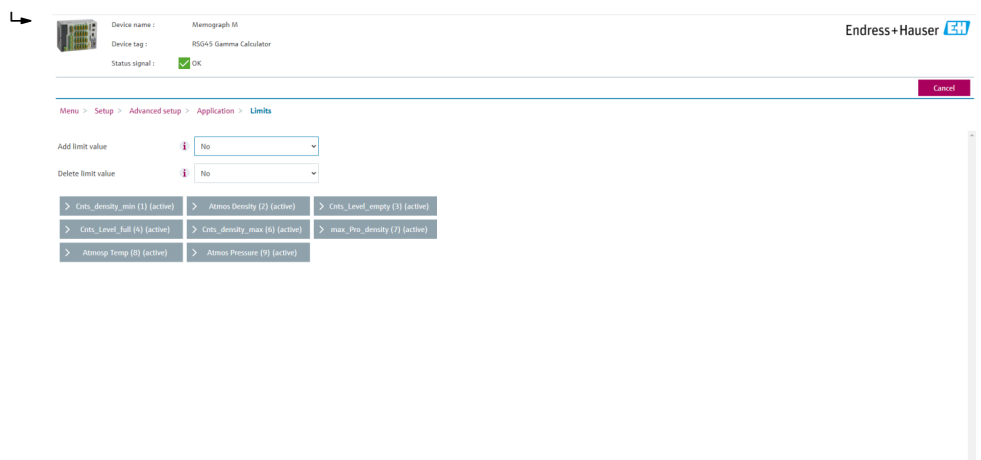 Device name : Memograph M
Endress+Hauser EH
Device tag : RSG45 Gamma Calculator
Status signal : OK
Cancel
Menu > Setup > Advanced setup > Application > Limits
Add limit value i No
Delete limit value i No
> Cnts_density_min (1) (active) > Atmos Density (2) (active) > Cnts_Level_empty (3) (active)
> Cnts_Level_full (4) (active) > Cnts_density_max (6) (active) > max_Pro_density (7) (active)
> Atmosp Temp (8) (active) > Atmos Pressure (9) (active)